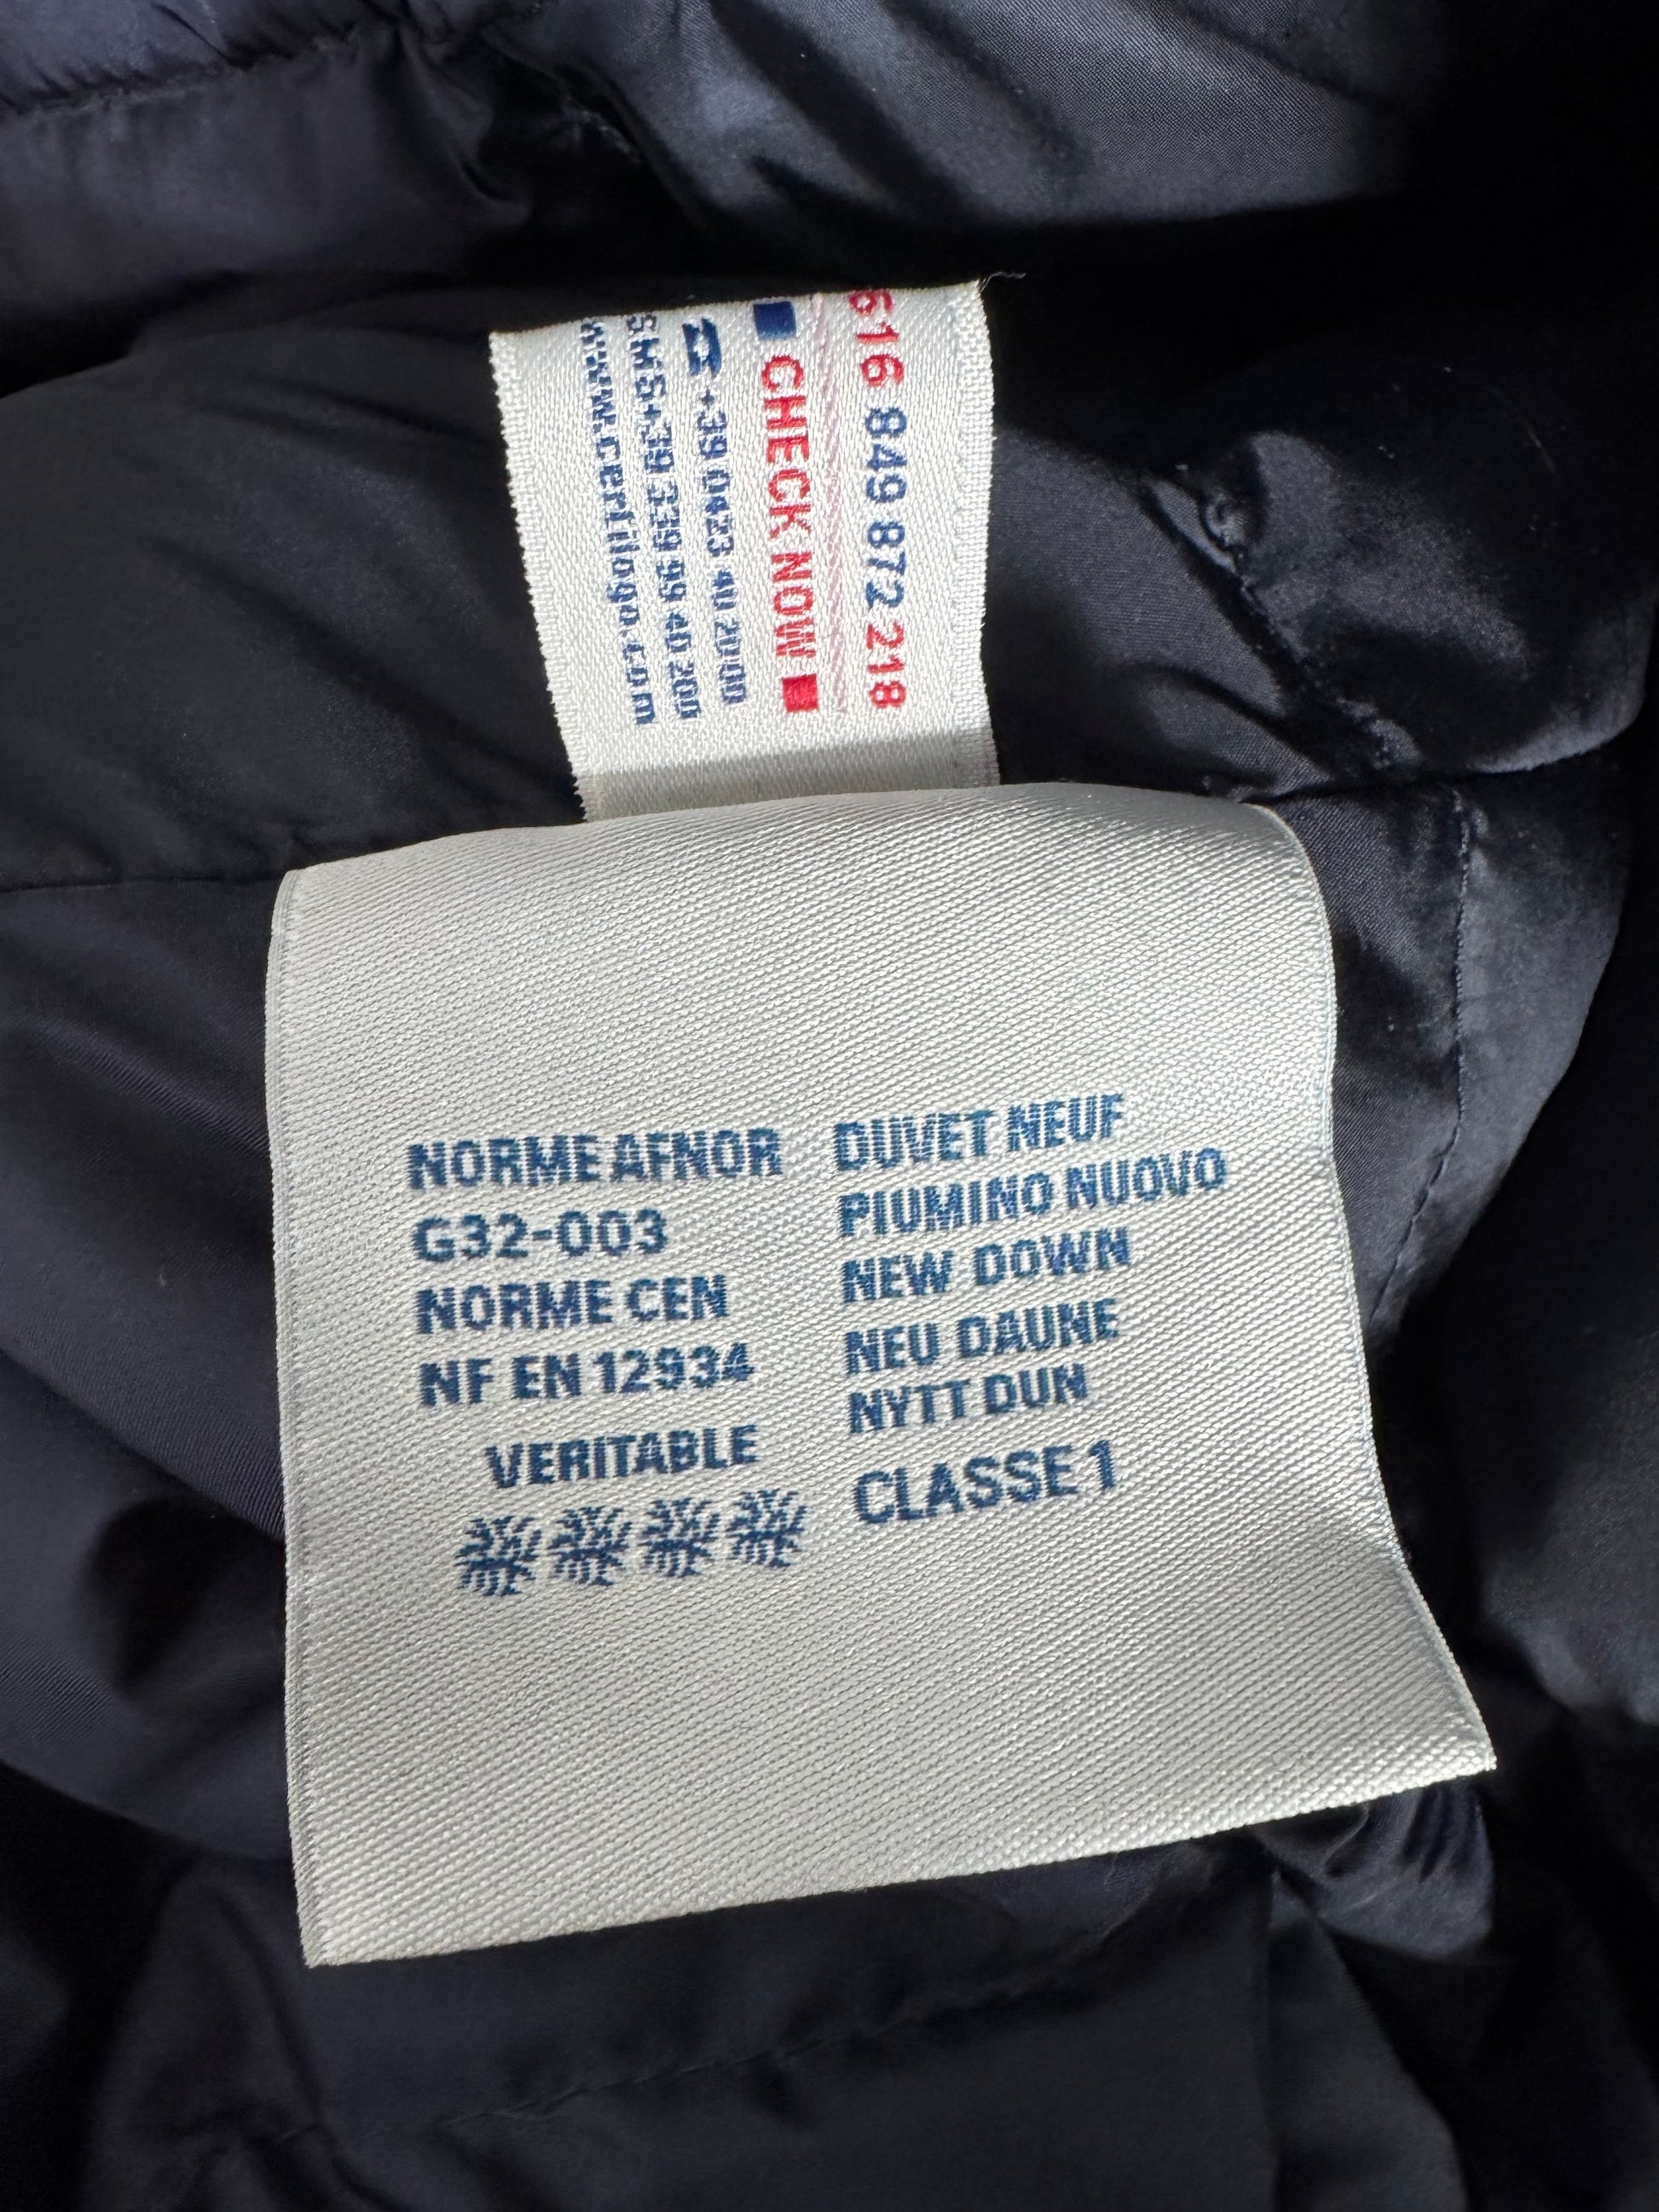 616 849 872 218
CHECK NOW
+39 0423 40 2000
SMS+39 339 99 40 200
www.certilogo.com
NORME AFNOR
G32-003
NORME CEN
NF EN 12934
VERITABLE
DUVET NEUF
PIUMINO NUOVO
NEW DOWN
NEU DAUNE
NYTT DUN
CLASSE 1